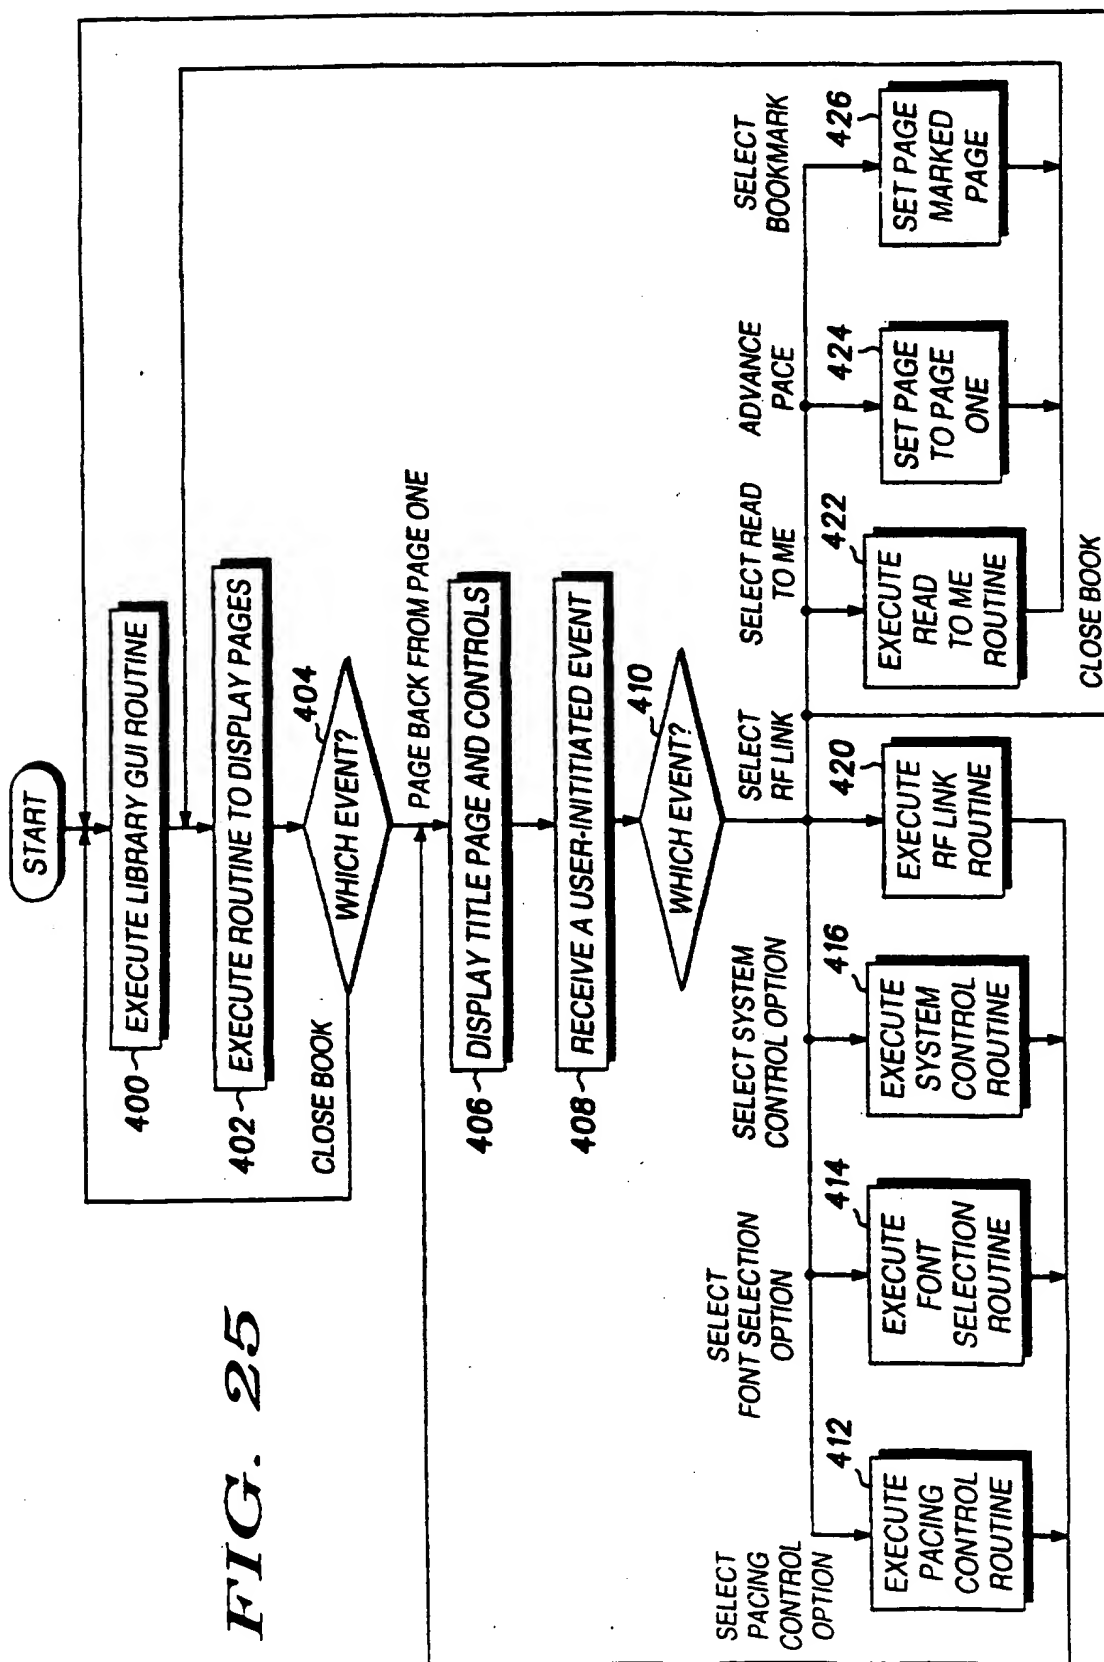 FIG. 25
START
400
EXECUTE LIBRARY GUI ROUTINE
402
EXECUTE ROUTINE TO DISPLAY PAGES
404
WHICH EVENT?
CLOSE BOOK
PAGE BACK FROM PAGE ONE
406
DISPLAY TITLE PAGE AND CONTROLS
408
RECEIVE A USER-INITITIATED EVENT
410
WHICH EVENT?
SELECT
PACING
CONTROL
OPTION
412
EXECUTE
PACING
CONTROL
ROUTINE
SELECT
FONT SELECTION
OPTION
414
EXECUTE
FONT
SELECTION
ROUTINE
SELECT SYSTEM
CONTROL OPTION
416
EXECUTE
SYSTEM
CONTROL
ROUTINE
SELECT
RF LINK
420
EXECUTE
RF LINK
ROUTINE
CLOSE BOOK
SELECT READ
TO ME
422
EXECUTE
READ
TO ME
ROUTINE
ADVANCE
PACE
424
SET PAGE
TO PAGE
ONE
SELECT
BOOKMARK
426
SET PAGE
MARKED
PAGE